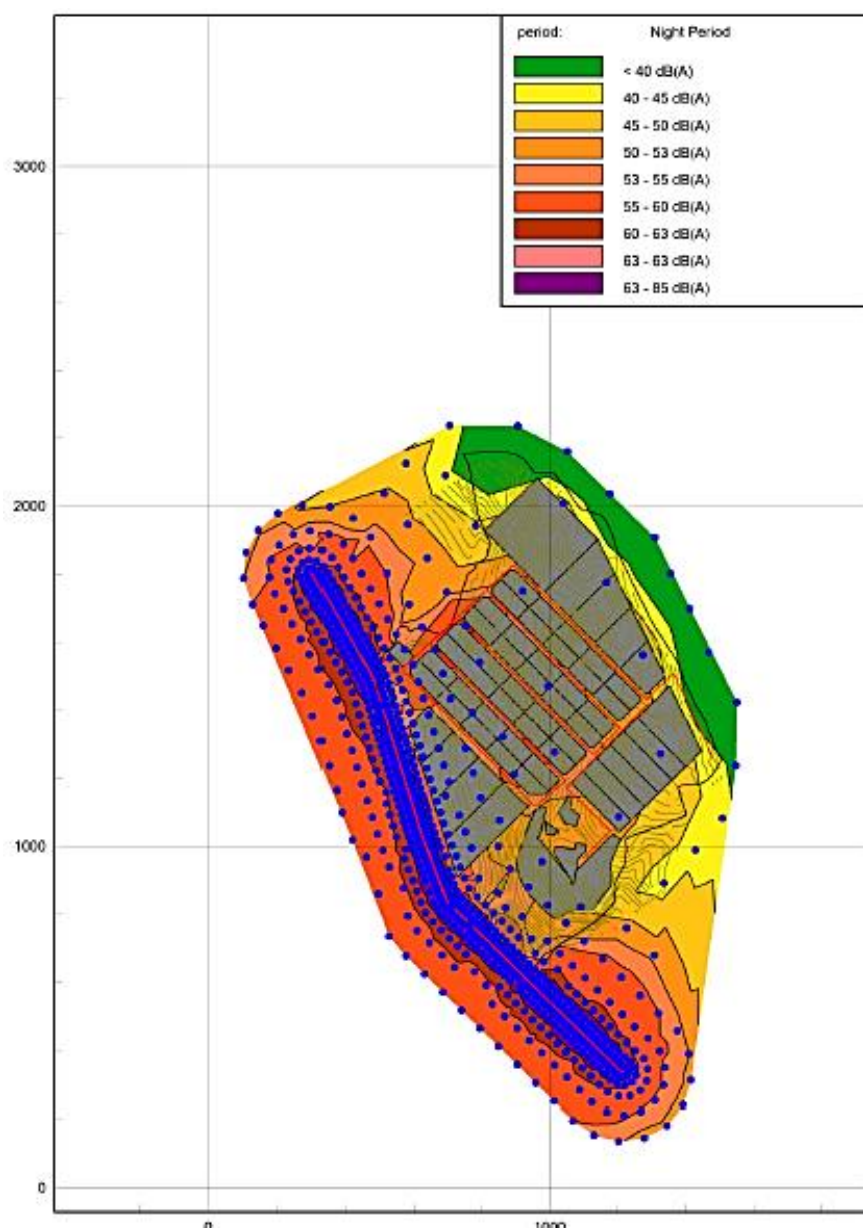 period: Night Period
< 40 dB(A)
40 - 45 dB(A)
45 - 50 dB(A)
50 - 53 dB(A)
53 - 55 dB(A)
55 - 60 dB(A)
60 - 63 dB(A)
63 - 63 dB(A)
63 - 85 dB(A)
3000
2000
1000
0
0 1000